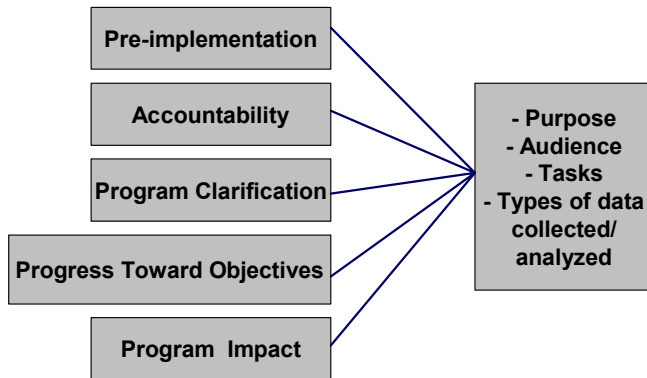 Pre-implementation
Accountability
Program Clarification
Progress Toward Objectives
Program Impact
- Purpose
- Audience
- Tasks
- Types of data
collected/
analyzed